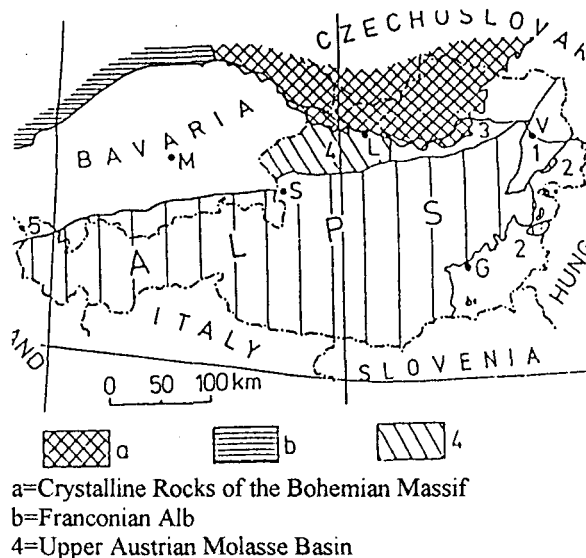 CZECHOSLOVAK
BAVARIA
M
4
L
3
V
1
2
S
5
ALPS
G
2
HUNG
ITALY
AND
SLOVENIA
0 50 100 km
a b 4
a=Crystalline Rocks of the Bohemian Massif
b=Franconian Alb
4=Upper Austrian Molasse Basin